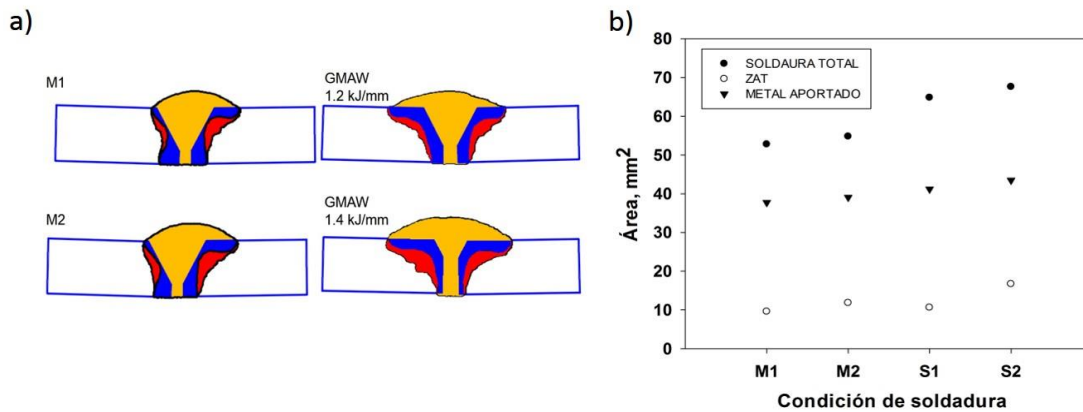 a)
M1
GMAW
1.2 kJ/mm
M2
GMAW
1.4 kJ/mm
b)
80
70
60
50
40
30
20
10
0
Área, mm2
SOLDAURA TOTAL
ZAT
METAL APORTADO
M1 M2 S1 S2
Condición de soldadura